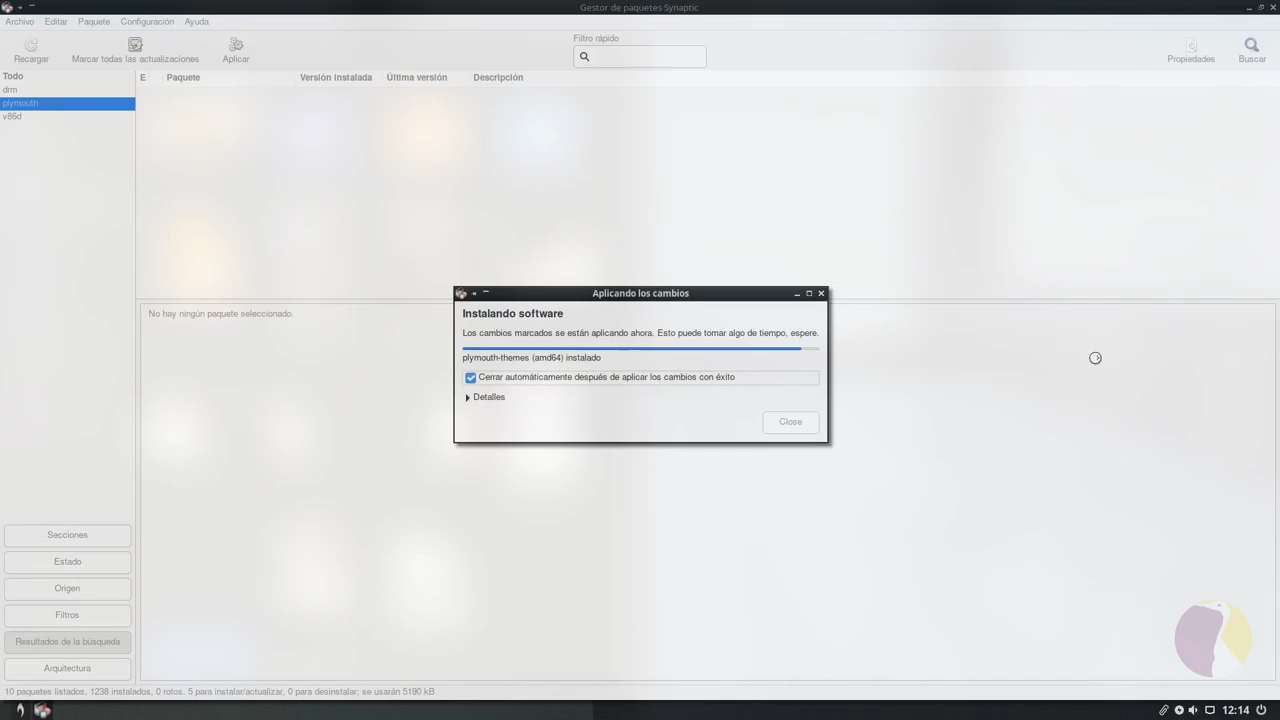 Gestor de paquetes Synaptic
Archivo Editar Paquete Configuración Ayuda
Recargar Marcar todas las actualizaciones Aplicar Filtro rápido Propiedades Buscar
Todo
drm
plymouth
v86d
E Paquete Versión instalada Última versión Descripción
No hay ningún paquete seleccionado.
Aplicando los cambios
Instalando software
Los cambios marcados se están aplicando ahora. Esto puede tomar algo de tiempo, espere.
plymouth-themes (amd64) instalado
Cerrar automáticamente después de aplicar los cambios con éxito
Detalles
Close
Secciones
Estado
Origen
Filtros
Resultados de la búsqueda
Arquitectura
10 paquetes listados, 1238 instalados, 0 rotos. 5 para instalar/actualizar, 0 para desinstalar; se usarán 5190 kB
12:14